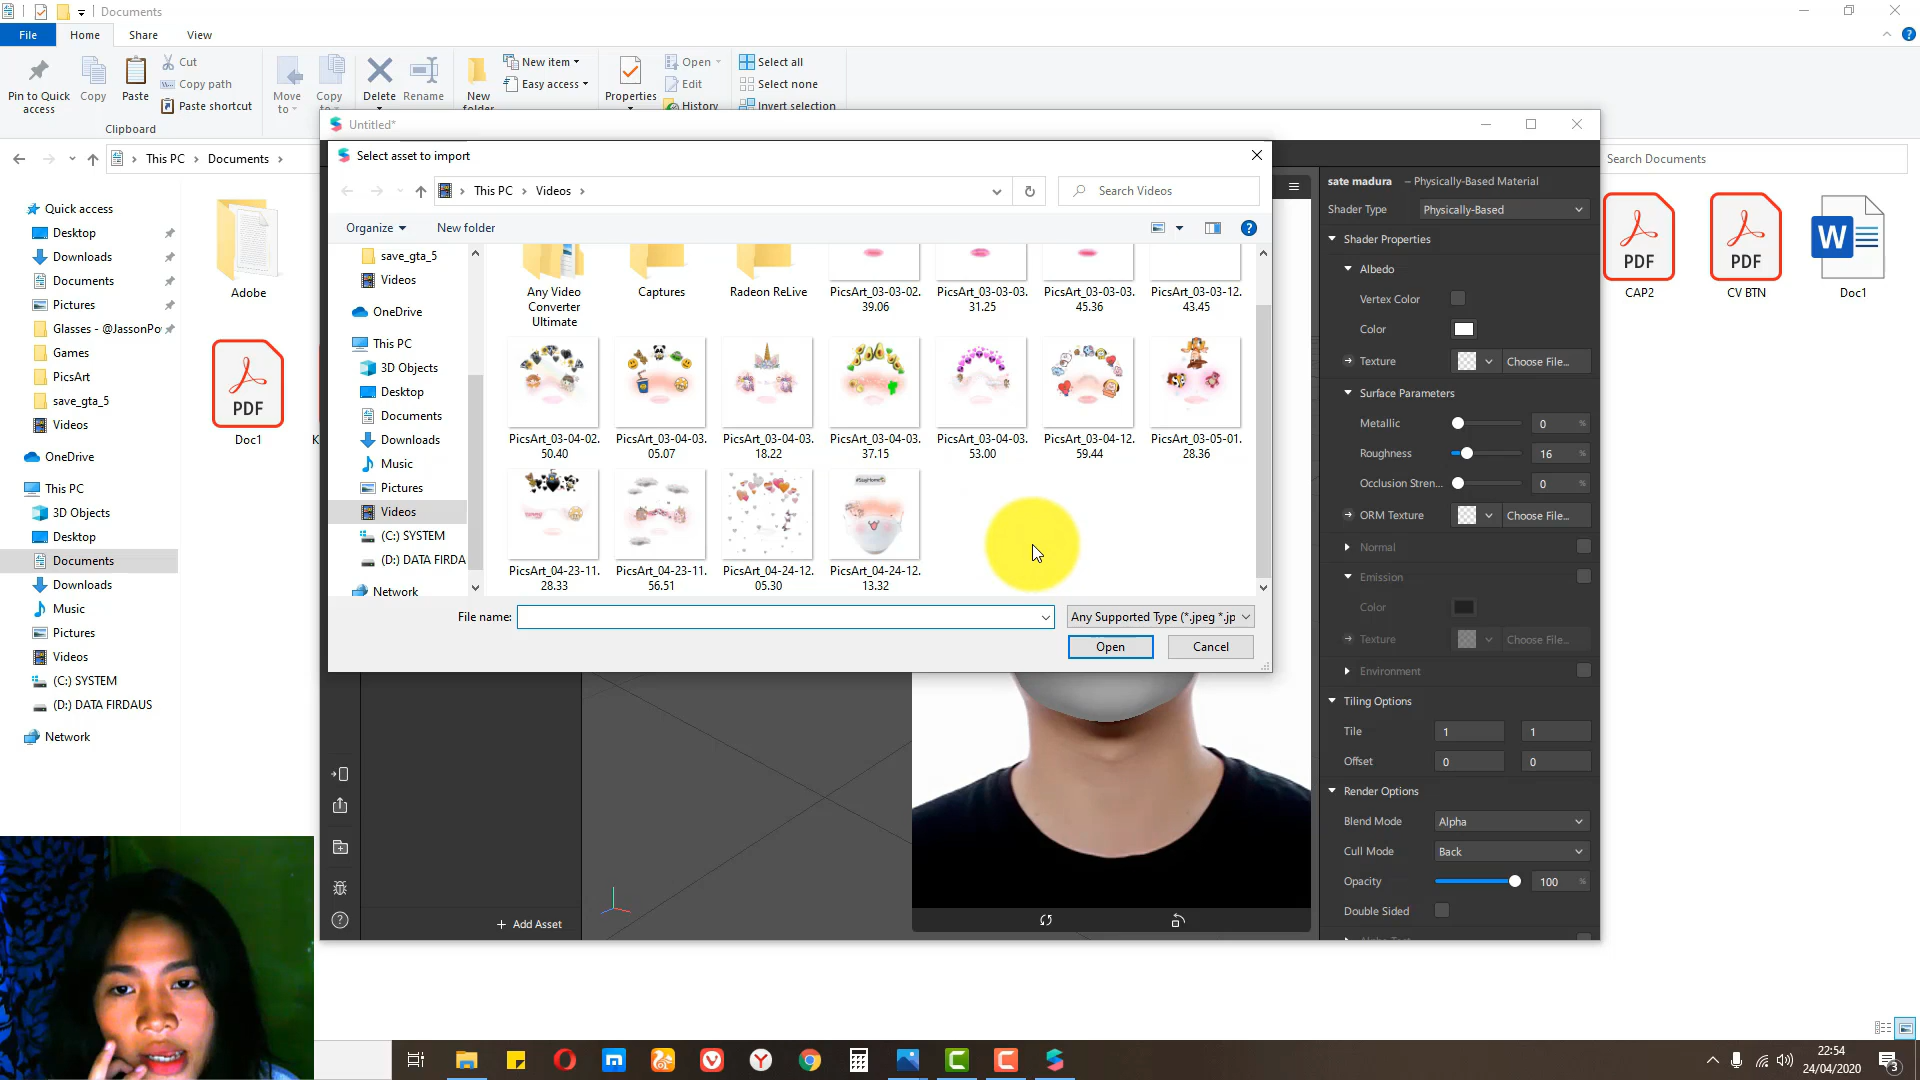 Documents
File
Home
Share
View
Pin to Quick access
Copy
Paste
Cut
Copy path
Paste shortcut
Clipboard
Move to
Copy
Delete
Rename
New folder
New item
Easy access
Properties
Open
Edit
History
Select all
Select none
Invert selection
This PC
Documents
Search Documents
Quick access
Desktop
Downloads
Documents
Pictures
Glasses - @JassonPo
Games
PicsArt
save_gta_5
Videos
OneDrive
This PC
3D Objects
Desktop
Documents
Downloads
Music
Pictures
Videos
(C:) SYSTEM
(D:) DATA FIRDAUS
Network
Adobe
PDF
Doc1
K
PDF
CAP2
PDF
CV BTN
W
Doc1
Untitled*
Select asset to import
This PC
Videos
Search Videos
Organize
New folder
save_gta_5
Videos
OneDrive
This PC
3D Objects
Desktop
Documents
Downloads
Music
Pictures
Videos
(C:) SYSTEM
(D:) DATA FIRDA
Network
Any Video Converter Ultimate
Captures
Radeon ReLive
PicsArt_03-03-02.39.06
PicsArt_03-03-03.31.25
PicsArt_03-03-03.45.36
PicsArt_03-03-12.43.45
PicsArt_03-04-02.50.40
PicsArt_03-04-03.05.07
PicsArt_03-04-03.18.22
PicsArt_03-04-03.37.15
PicsArt_03-04-03.53.00
PicsArt_03-04-12.59.44
PicsArt_03-05-01.28.36
PicsArt_04-23-11.28.33
PicsArt_04-23-11.56.51
PicsArt_04-24-12.05.30
PicsArt_04-24-12.13.32
File name:
Any Supported Type (*.jpeg *.jp
Open
Cancel
Add Asset
sate madura – Physically-Based Material
Shader Type
Physically-Based
Shader Properties
Albedo
Vertex Color
Color
Texture
Choose File...
Surface Parameters
Metallic
0 %
Roughness
16 %
Occlusion Stren...
0 %
ORM Texture
Choose File...
Normal
Emission
Color
Texture
Choose File...
Environment
Tiling Options
Tile
1
1
Offset
0
0
Render Options
Blend Mode
Alpha
Cull Mode
Back
Opacity
100 %
Double Sided
22:54
24/04/2020
3